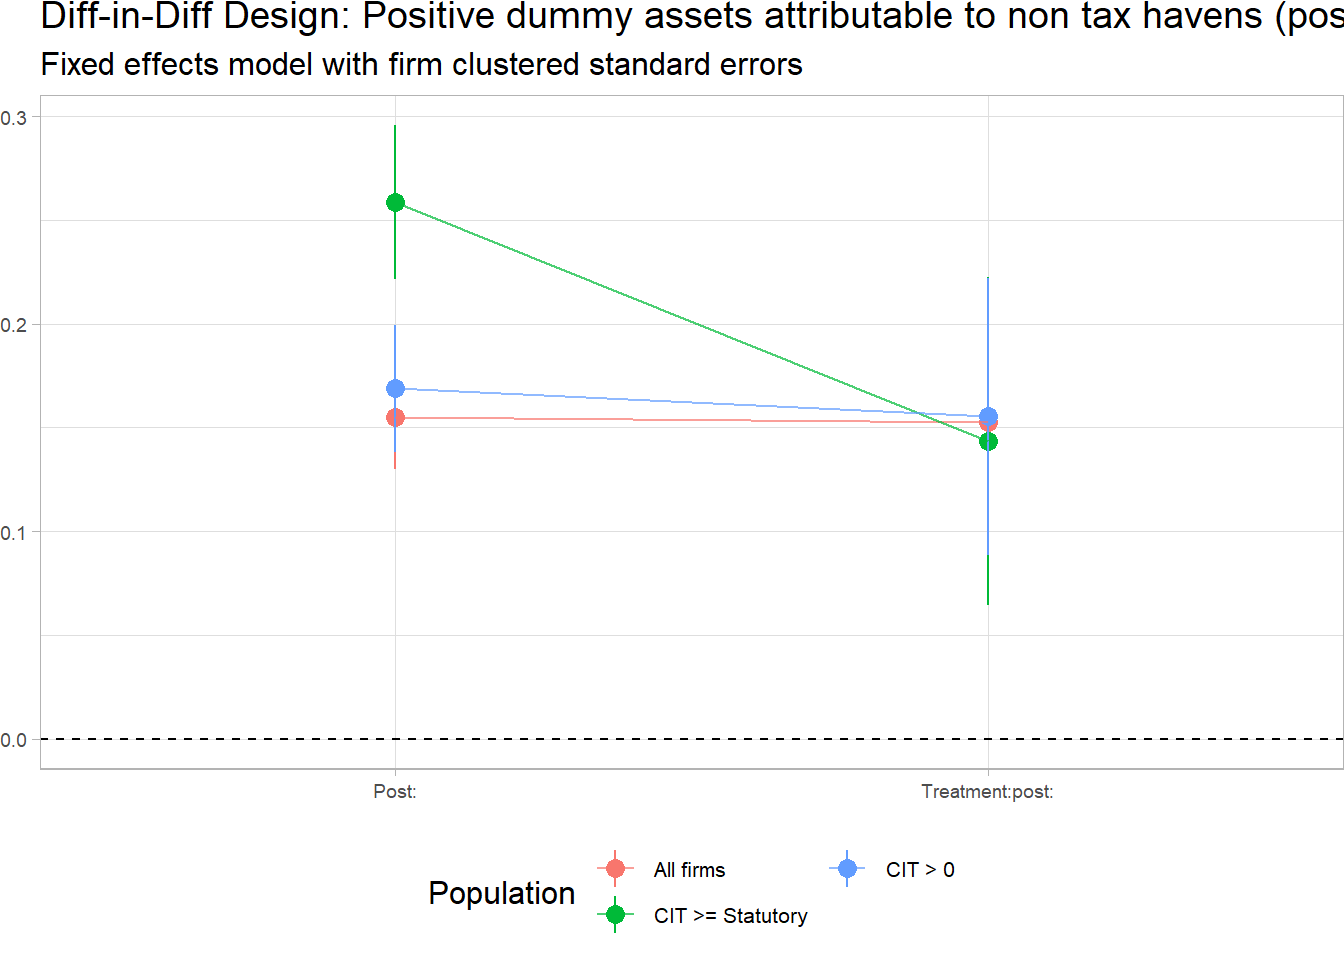 Diff-in-Diff Design: Positive dummy assets attributable to non tax havens (pos
Fixed effects model with firm clustered standard errors
0.3
0.2
0.1
0.0
Post:
Treatment:post:
Population
All firms
CIT > 0
CIT >= Statutory